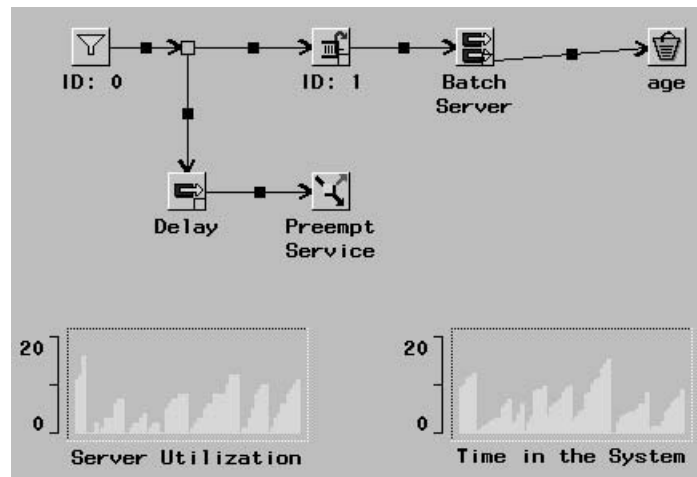 ID: 0
ID: 1
Batch
Server
age
Delay
Preempt
Service
20
0
Server Utilization
20
0
Time in the System